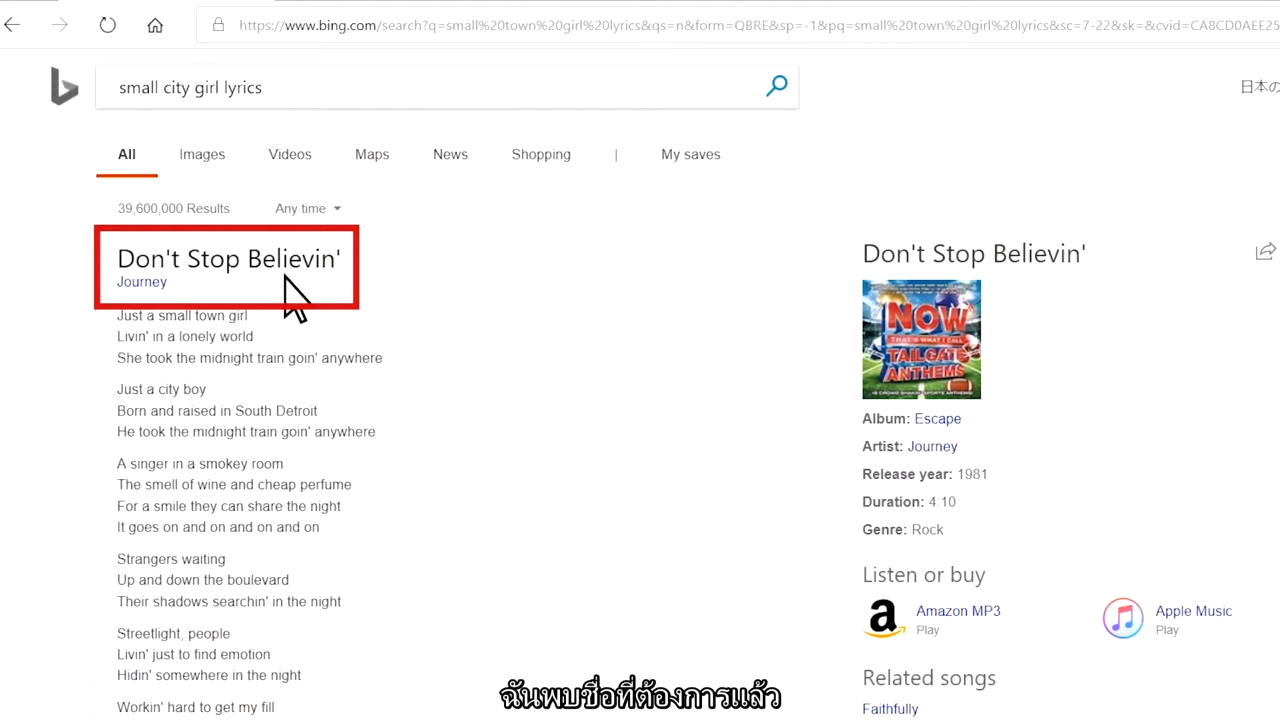 https://www.bing.com/search?q=small%20town%20girl%20lyrics&qs=n&form=QBRE&sp=-1&pq=small%20town%20girl%20lyrics&sc=7-22&sk=&cvid=CA8CD0AEE25
small city girl lyrics
日本の
All Images Videos Maps News Shopping | My saves
39,600,000 Results Any time
Don't Stop Believin'
Journey
Just a small town girl
Livin' in a lonely world
She took the midnight train goin' anywhere
Just a city boy
Born and raised in South Detroit
He took the midnight train goin' anywhere
A singer in a smokey room
The smell of wine and cheap perfume
For a smile they can share the night
It goes on and on and on and on
Strangers waiting
Up and down the boulevard
Their shadows searchin' in the night
Streetlight, people
Livin' just to find emotion
Hidin' somewhere in the night
Workin' hard to get my fill
Don't Stop Believin'
NOW
THAT'S WHAT I CALL
TAILGATE
ANTHEMS
Album: Escape
Artist: Journey
Release year: 1981
Duration: 4:10
Genre: Rock
Listen or buy
Amazon MP3
Play
Apple Music
Play
Related songs
Faithfully
ฉันพบชื่อที่ต้องการแล้ว